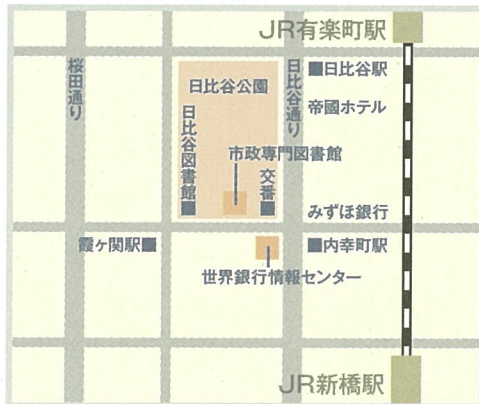 JR有楽町駅
桜田通り
日比谷公園
日比谷通り
■日比谷駅
帝國ホテル
日比谷図書館■
市政専門図書館
交番■
みずほ銀行
霞ヶ関駅■
■内幸町駅
世界銀行情報センター
JR新橋駅